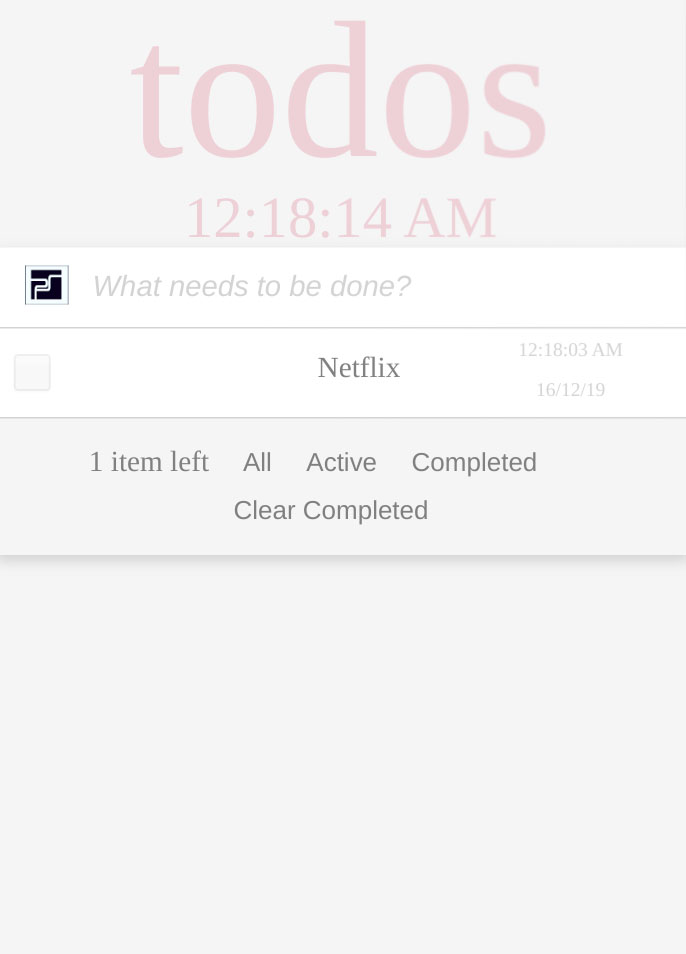 todos
12:18:14 AM
What needs to be done?
Netflix
12:18:03 AM
16/12/19
1 item left All Active Completed
Clear Completed